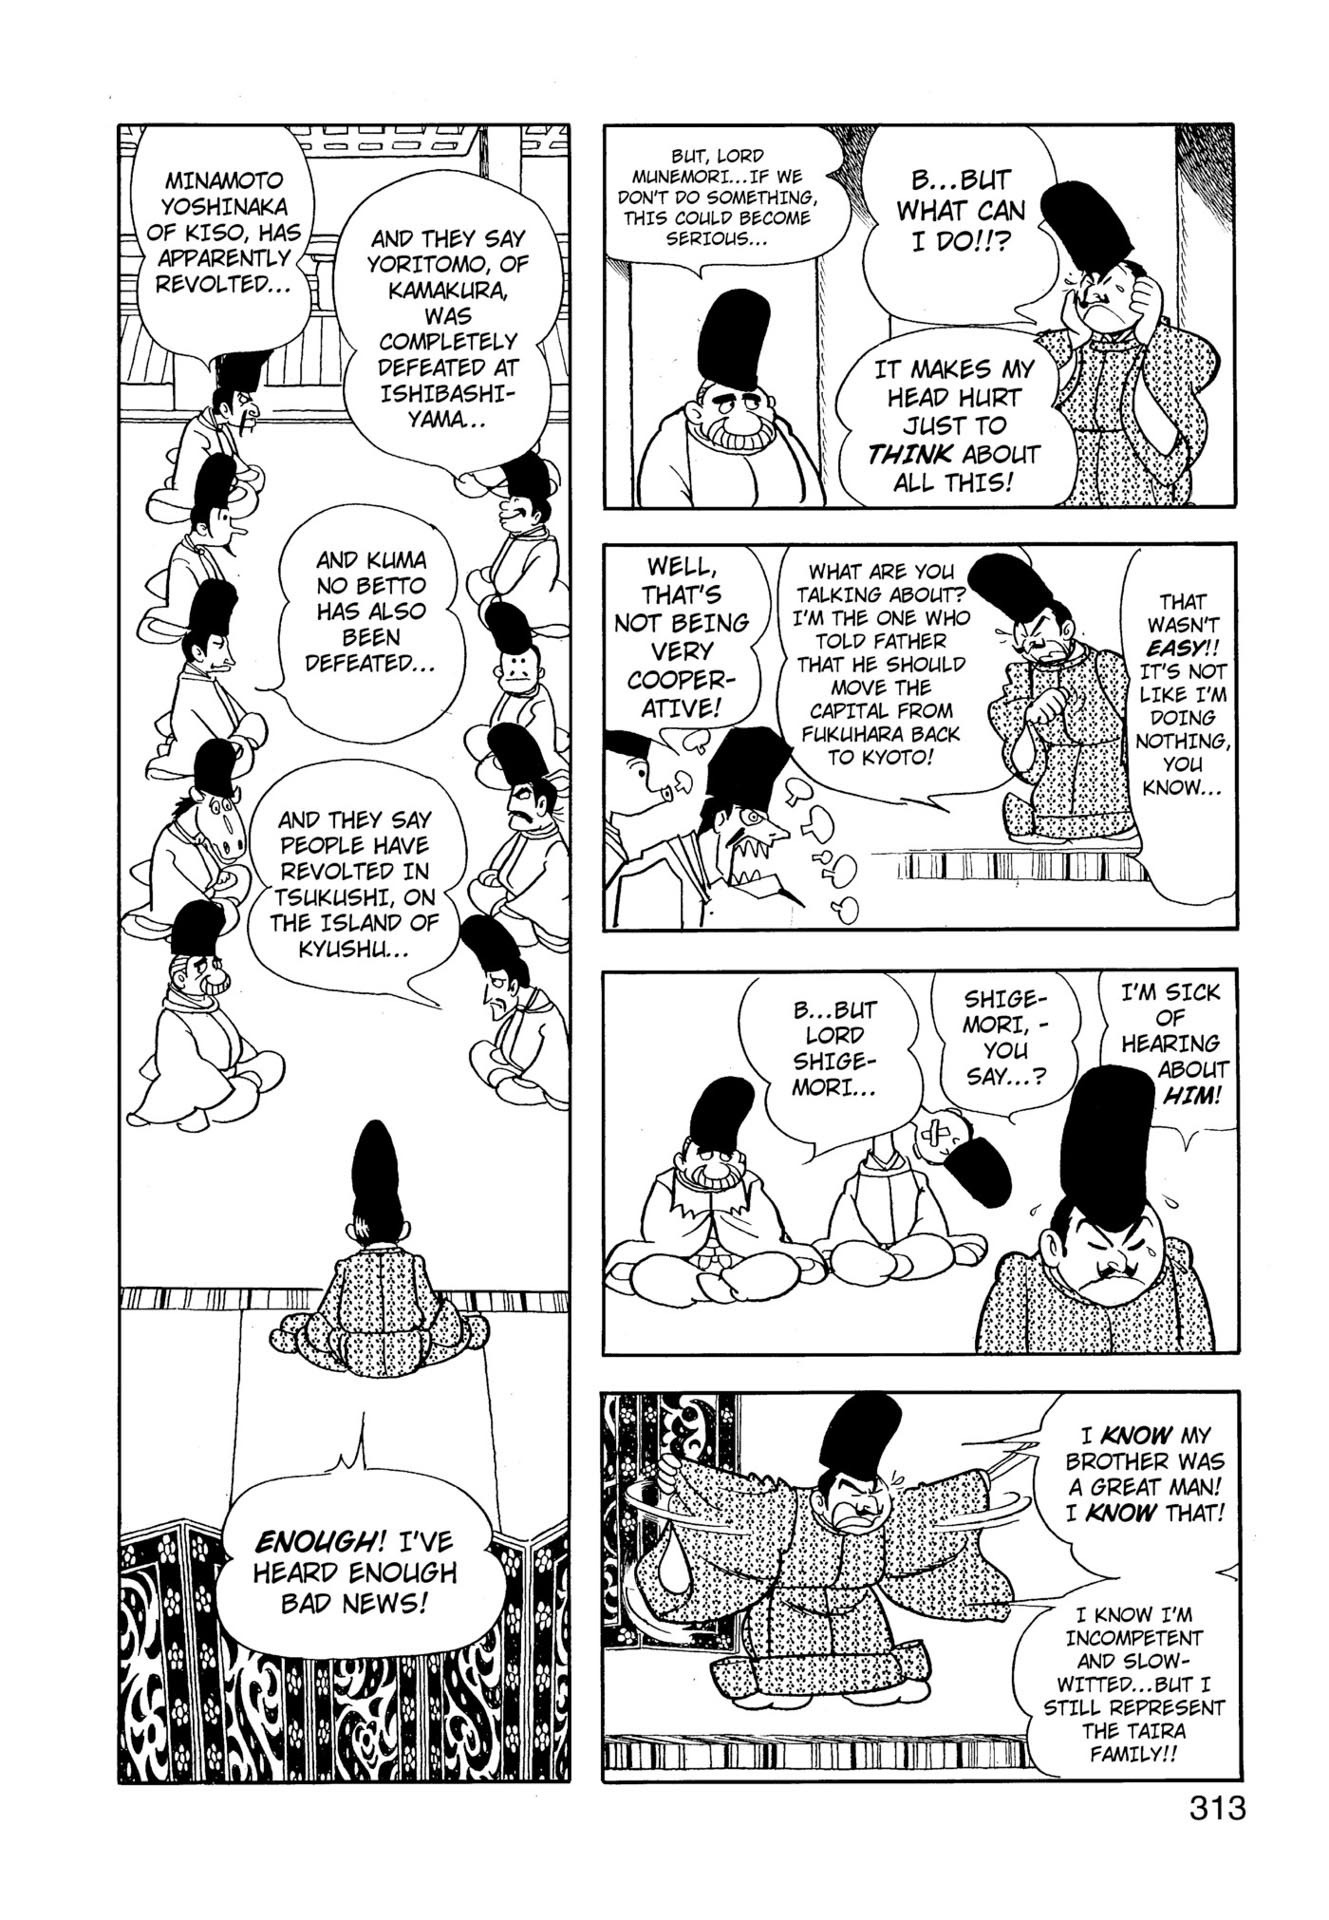 MINAMOTO
YOSHINAKA
OF KISO, HAS
APPARENTLY
REVOLTED...
AND THEY SAY
YORITOMO, OF
KAMAKURA,
WAS
COMPLETELY
DEFEATED AT
ISHIBASHI-
YAMA...
AND KUMA
NO BETTO
HAS ALSO
BEEN
DEFEATED...
AND THEY SAY
PEOPLE HAVE
REVOLTED IN
TSUKUSHI, ON
THE ISLAND OF
KYUSHU...
ENOUGH! I'VE
HEARD ENOUGH
BAD NEWS!
BUT, LORD
MUNEMORI...IF WE
DON'T DO SOMETHING,
THIS COULD BECOME
SERIOUS...
B...BUT
WHAT CAN
I DO!!?
IT MAKES MY
HEAD HURT
JUST TO
THINK ABOUT
ALL THIS!
WELL,
THAT'S
NOT BEING
VERY
COOPER-
ATIVE!
WHAT ARE YOU
TALKING ABOUT?
I'M THE ONE WHO
TOLD FATHER
THAT HE SHOULD
MOVE THE
CAPITAL FROM
FUKUHARA BACK
TO KYOTO!
THAT
WASN'T
EASY!!
IT'S NOT
LIKE I'M
DOING
NOTHING,
YOU
KNOW...
B...BUT
LORD
SHIGE-
MORI...
SHIGE-
MORI, -
YOU
SAY...?
I'M SICK
OF
HEARING
ABOUT
HIM!
I KNOW MY
BROTHER WAS
A GREAT MAN!
I KNOW THAT!
I KNOW I'M
INCOMPETENT
AND SLOW-
WITTED...BUT I
STILL REPRESENT
THE TAIRA
FAMILY!!
313